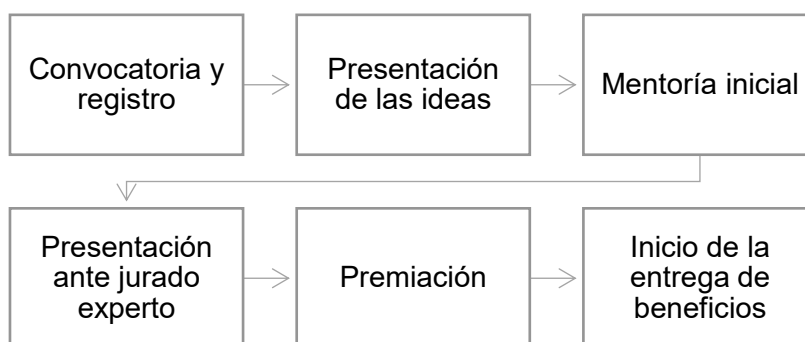 Convocatoria y
registro
Presentación
de las ideas
Mentoría inicial
Presentación
ante jurado
experto
Premiación
Inicio de la
entrega de
beneficios